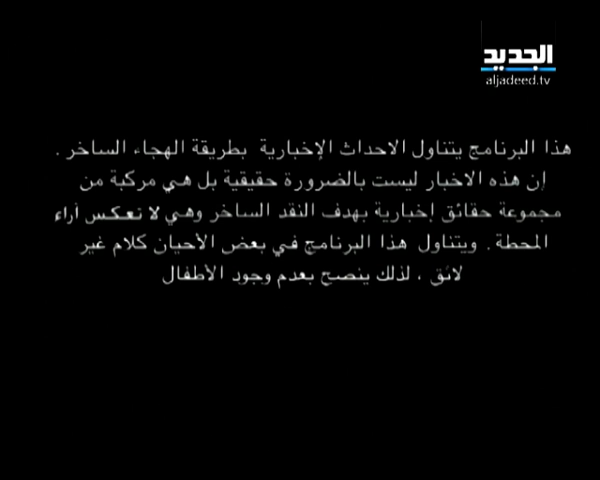 الجديد
aljadeed.tv
هذا البرنامج يتناول الاحداث الإخبارية بطريقة الهجاء الساخر .
إن هذه الاخبار ليست بالضرورة حقيقية بل هي مركبة من
مجموعة حقائق إخبارية بهدف النقد الساخر وهي لا تعكس أراء
المحطة . ويتناول هذا البرنامج في بعض الأحيان كلام غير
لائق ، لذلك ينصح بعدم وجود الأطفال